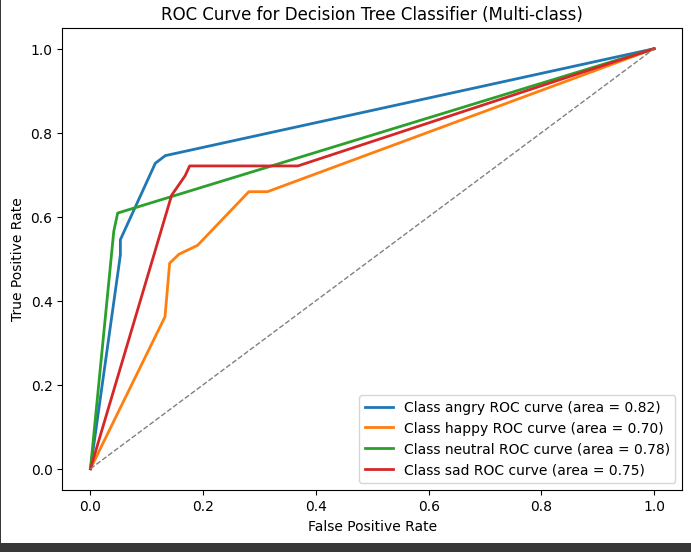 ROC Curve for Decision Tree Classifier (Multi-class)
1.0
0.8
0.6
0.4
0.2
0.0
True Positive Rate
Class angry ROC curve (area = 0.82)
Class happy ROC curve (area = 0.70)
Class neutral ROC curve (area = 0.78)
Class sad ROC curve (area = 0.75)
0.0 0.2 0.4 0.6 0.8 1.0
False Positive Rate